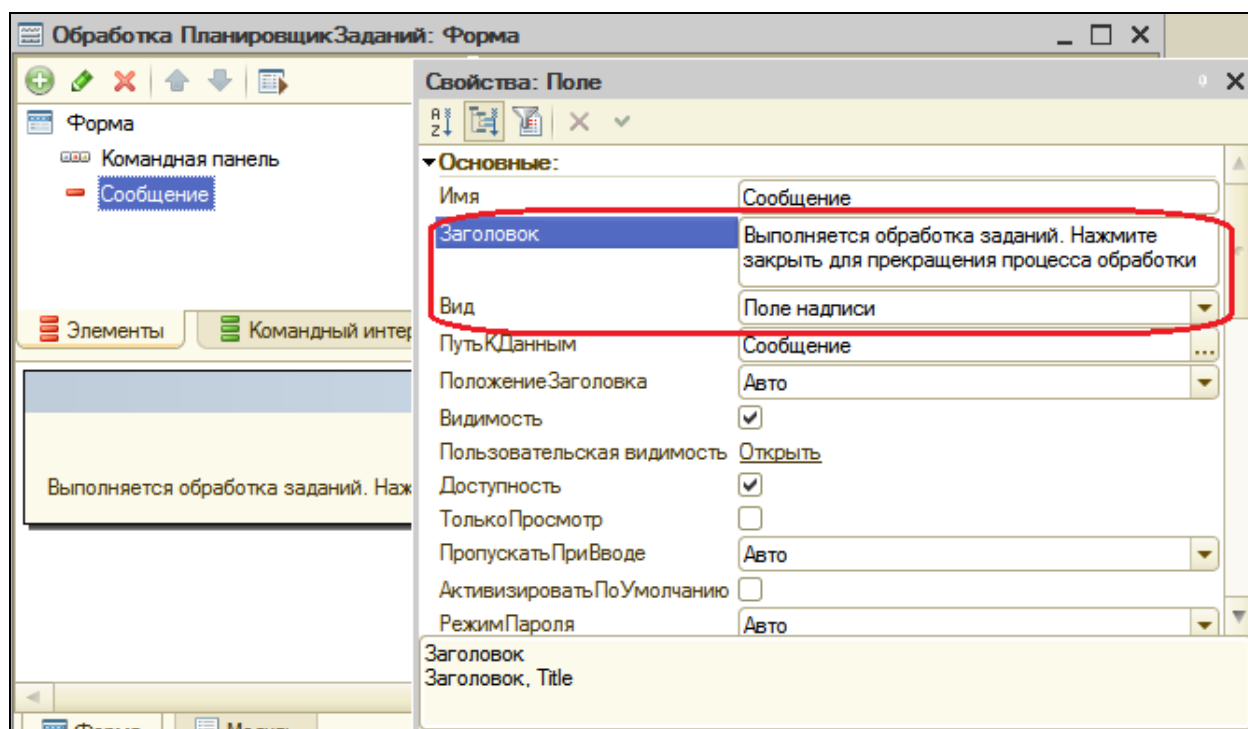 Обработка ПланировщикЗаданий: Форма
Форма
Командная панель
Сообщение
Элементы
Командный интер
Выполняется обработка заданий. Наж
Форма
Свойства: Поле
Основные:
Имя Сообщение
Заголовок Выполняется обработка заданий. Нажмите
закрыть для прекращения процесса обработки
Вид Поле надписи
ПутьКДанным Сообщение
ПоложениеЗаголовка Авто
Видимость
Пользовательская видимость Открыть
Доступность
ТолькоПросмотр
ПропускатьПриВводе Авто
АктивизироватьПоУмолчанию
РежимПароля Авто
Заголовок
Заголовок, Title